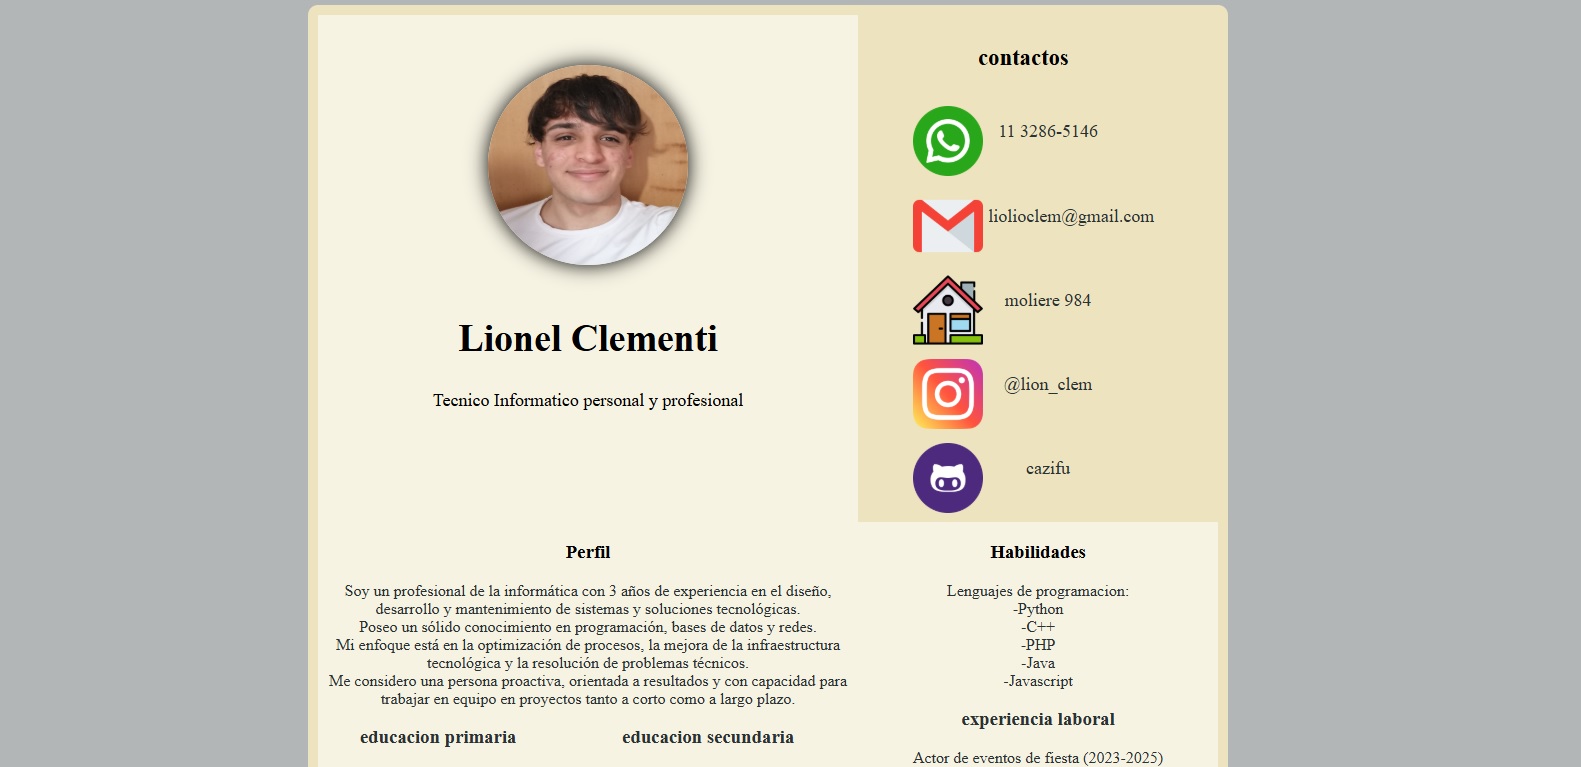 Lionel Clementi
Tecnico Informatico personal y profesional
contactos
11 3286-5146
liolioclem@gmail.com
moliere 984
@lion_clem
cazifu
Perfil
Soy un profesional de la informática con 3 años de experiencia en el diseño,
desarrollo y mantenimiento de sistemas y soluciones tecnológicas.
Poseo un sólido conocimiento en programación, bases de datos y redes.
Mi enfoque está en la optimización de procesos, la mejora de la infraestructura
tecnológica y la resolución de problemas técnicos.
Me considero una persona proactiva, orientada a resultados y con capacidad para
trabajar en equipo en proyectos tanto a corto como a largo plazo.
educacion primaria
educacion secundaria
Habilidades
Lenguajes de programacion:
-Python
-C++
-PHP
-Java
-Javascript
experiencia laboral
Actor de eventos de fiesta (2023-2025)